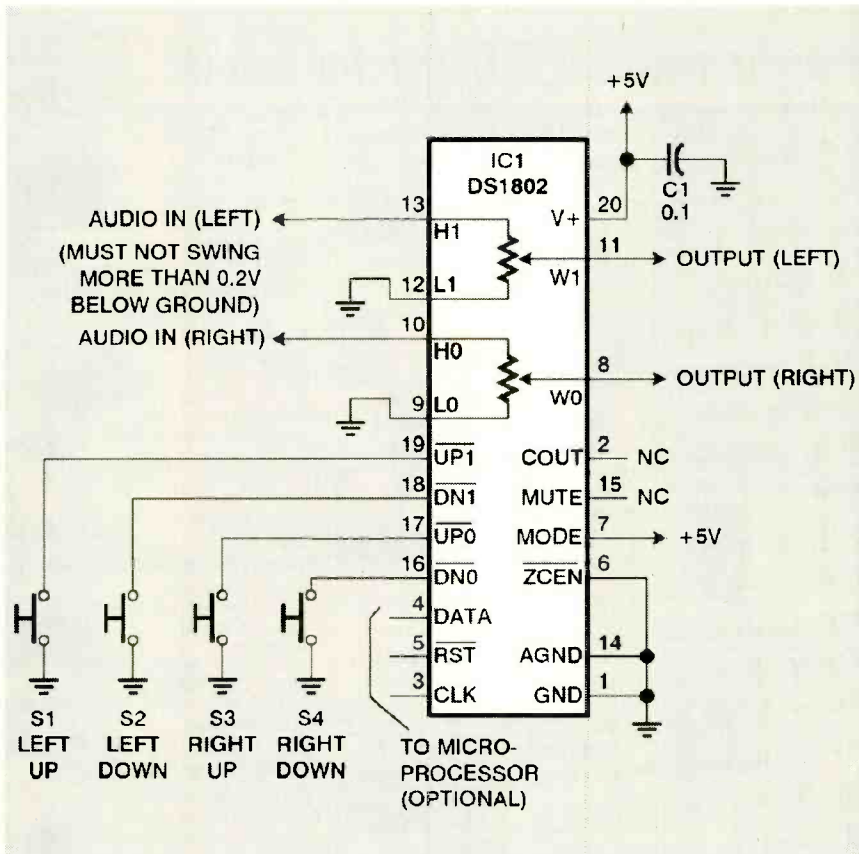 +5V
IC1
DS1802
C1
0.1
AUDIO IN (LEFT)
13
H1
V+
20
(MUST NOT SWING
MORE THAN 0.2V
BELOW GROUND)
12
L1
W1
11
OUTPUT (LEFT)
AUDIO IN (RIGHT)
10
H0
9
L0
W0
8
OUTPUT (RIGHT)
19
UP1
COUT
2
NC
18
DN1
MUTE
15
NC
17
UP0
MODE
7
+5V
16
DN0
ZCEN
6
4
DATA
5
RST
AGND
14
3
CLK
GND
1
S1
LEFT
UP
S2
LEFT
DOWN
S3
RIGHT
UP
S4
RIGHT
DOWN
TO MICRO-
PROCESSOR
(OPTIONAL)